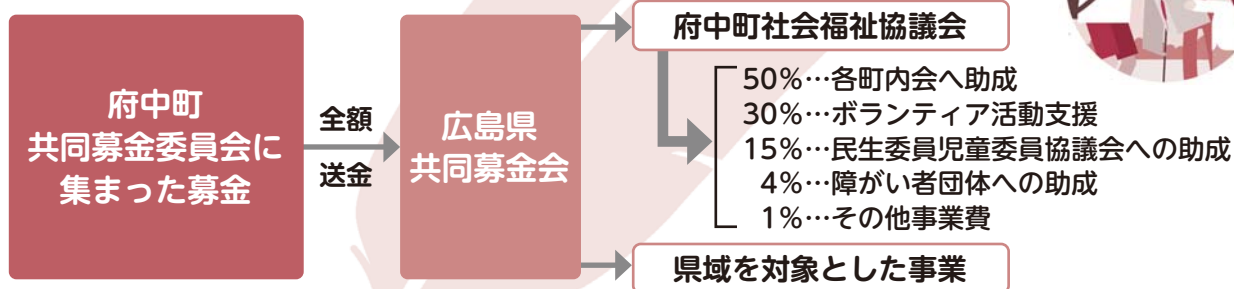 府中町
共同募金委員会に
集まった募金
全額
送金
広島県
共同募金会
府中町社会福祉協議会
50％…各町内会へ助成
30％…ボランティア活動支援
15％…民生委員児童委員協議会への助成
4％…障がい者団体への助成
1％…その他事業費
県域を対象とした事業